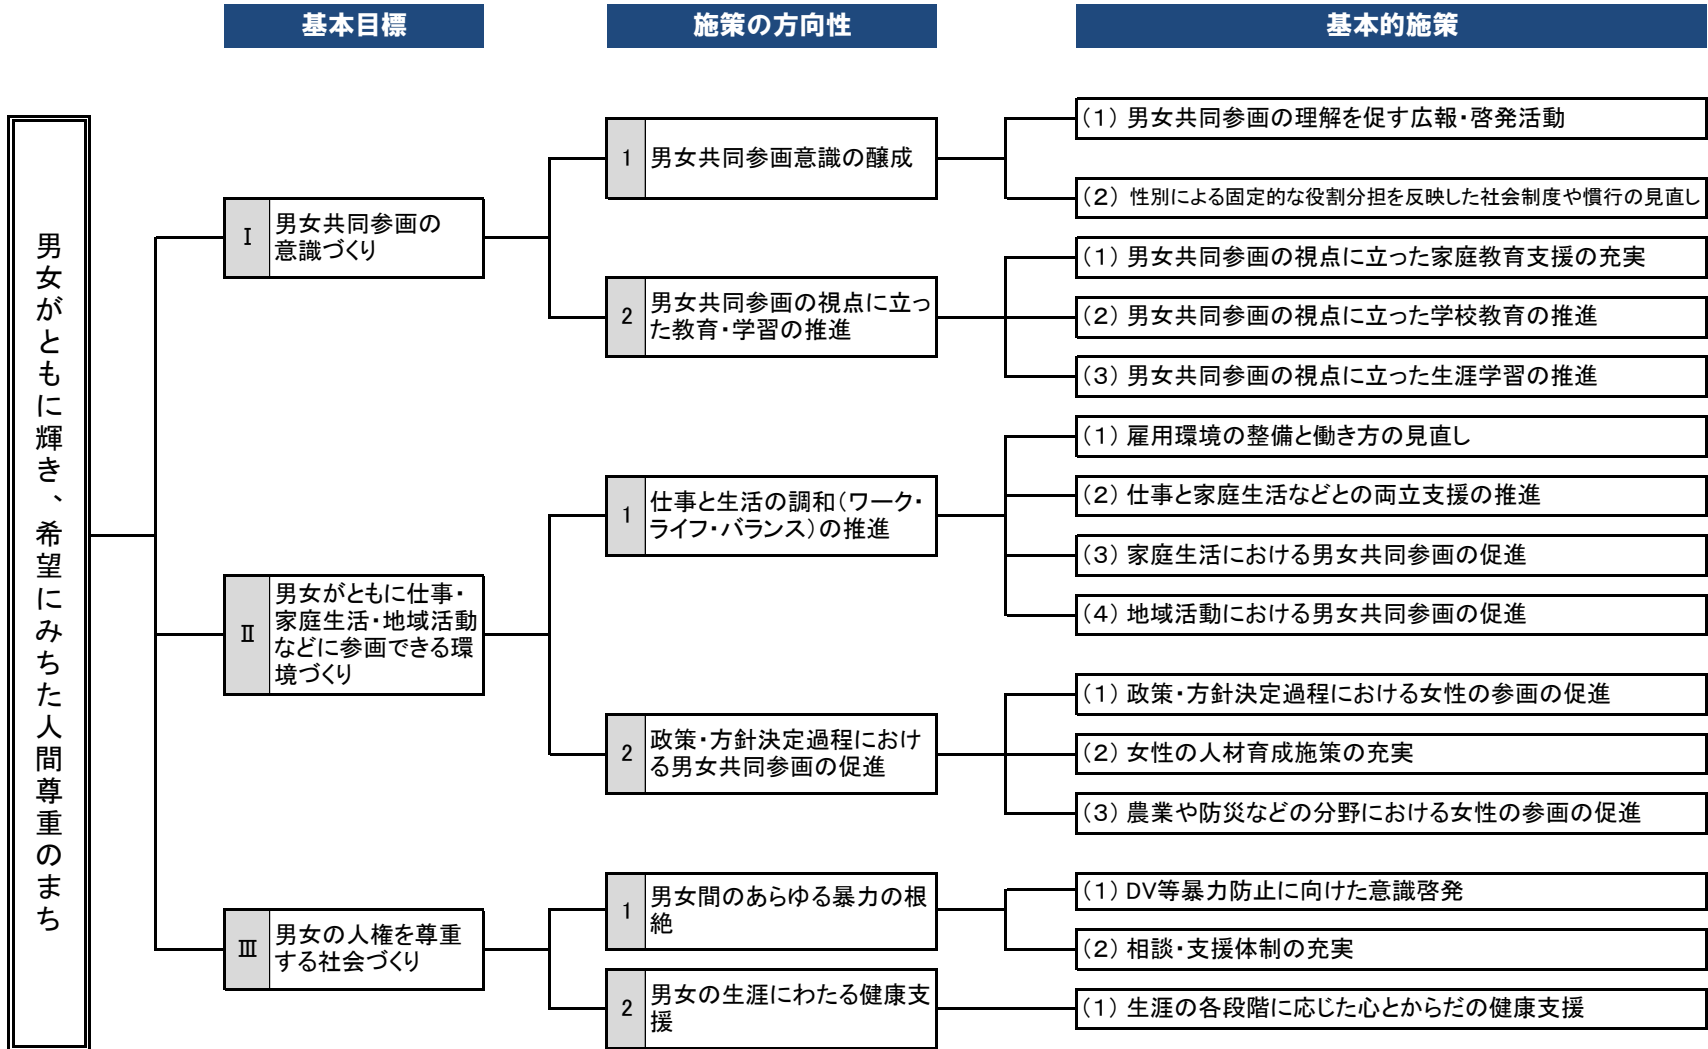 基本目標
施策の方向性
基本的施策
男女がともに輝き、希望にみちた人間尊重のまち
Ⅰ
男女共同参画の
意識づくり
1
男女共同参画意識の醸成
(1) 男女共同参画の理解を促す広報・啓発活動
(2) 性別による固定的な役割分担を反映した社会制度や慣行の見直し
2
男女共同参画の視点に立っ
た教育・学習の推進
(1) 男女共同参画の視点に立った家庭教育支援の充実
(2) 男女共同参画の視点に立った学校教育の推進
(3) 男女共同参画の視点に立った生涯学習の推進
Ⅱ
男女がともに仕事・
家庭生活・地域活動
などに参画できる環
境づくり
1
仕事と生活の調和(ワーク・
ライフ・バランス)の推進
(1) 雇用環境の整備と働き方の見直し
(2) 仕事と家庭生活などとの両立支援の推進
(3) 家庭生活における男女共同参画の促進
(4) 地域活動における男女共同参画の促進
2
政策・方針決定過程におけ
る男女共同参画の促進
(1) 政策・方針決定過程における女性の参画の促進
(2) 女性の人材育成施策の充実
(3) 農業や防災などの分野における女性の参画の促進
Ⅲ
男女の人権を尊重
する社会づくり
1
男女間のあらゆる暴力の根
絶
(1) DV等暴力防止に向けた意識啓発
(2) 相談・支援体制の充実
2
男女の生涯にわたる健康支
援
(1) 生涯の各段階に応じた心とからだの健康支援